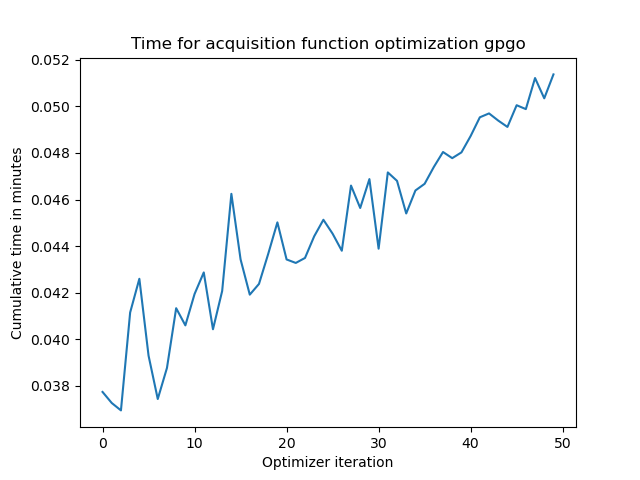 Time for acquisition function optimization gpgo
0.052
0.050
0.048
0.046
0.044
0.042
0.040
0.038
Cumulative time in minutes
0 10 20 30 40 50
Optimizer iteration